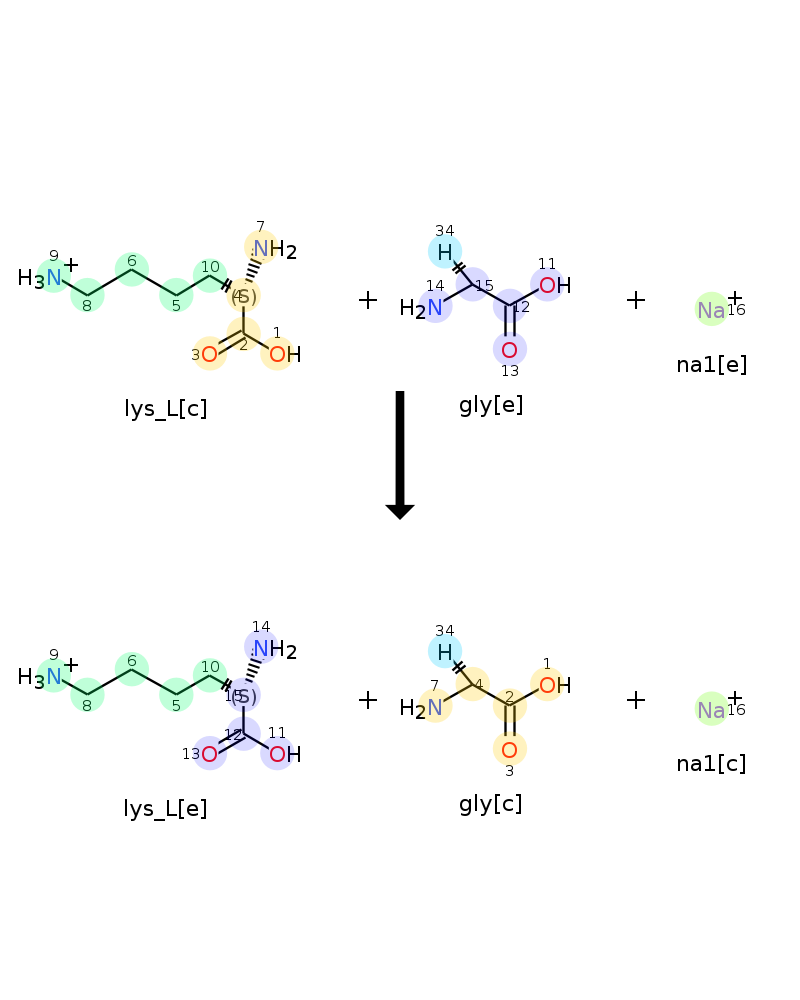 7
34
9
H3N+
6
10
NH2
H
11
14
15
OH
(S)
4
8
5
+
H2N
12
+
Na+
16
1
3
O
2
OH
O
13
lys_L[c]
gly[e]
na1[e]
14
34
9
H3N+
6
10
NH2
H
1
7
4
OH
(S)
15
8
5
+
H2N
2
+
Na+
16
12
11
13
O
OH
O
3
lys_L[e]
gly[c]
na1[c]